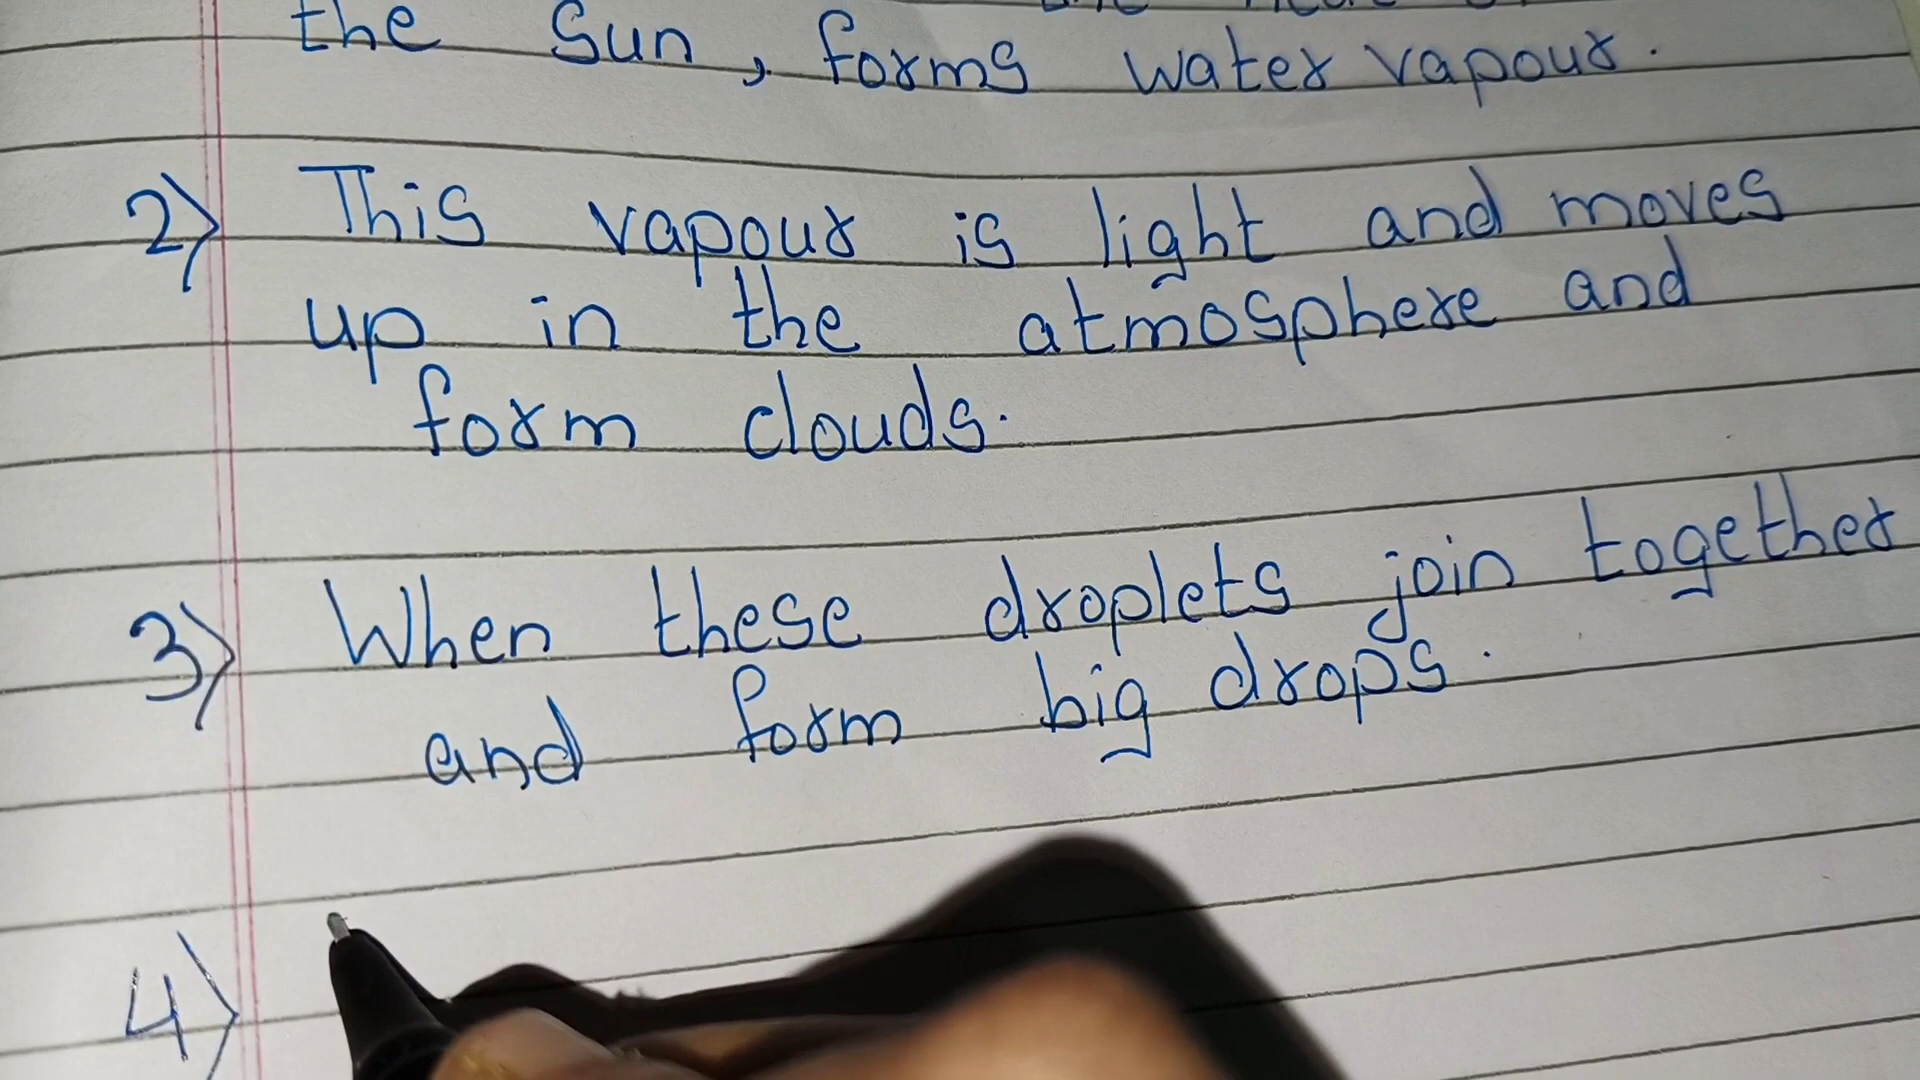 the Sun, forms water vapour.
2) This vapour is light and moves
up in the atmosphere and
form clouds.
3) When these droplets join together
and form big drops.
4)